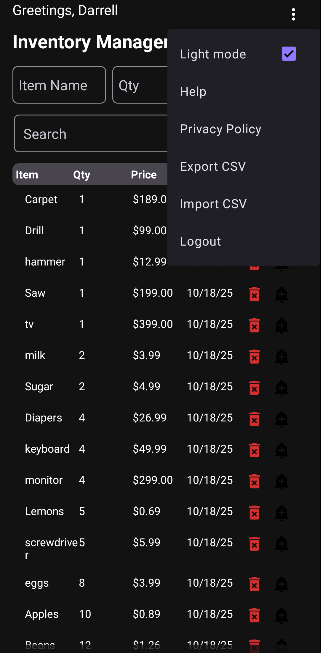 Greetings, Darrell
Inventory Manager
Item Name Qty
Search
Light mode
Help
Privacy Policy
Export CSV
Import CSV
Logout
Item Qty Price
Carpet 1 $189.0
Drill 1 $99.00
hammer 1 $12.99
Saw 1 $199.00 10/18/25
tv 1 $399.00 10/18/25
milk 2 $3.99 10/18/25
Sugar 2 $4.99 10/18/25
Diapers 4 $26.99 10/18/25
keyboard 4 $49.99 10/18/25
monitor 4 $299.00 10/18/25
Lemons 5 $0.69 10/18/25
screwdrive 5 $5.99 10/18/25
r
eggs 8 $3.99 10/18/25
Apples 10 $0.89 10/18/25
Beans 12 $1.26 10/18/25